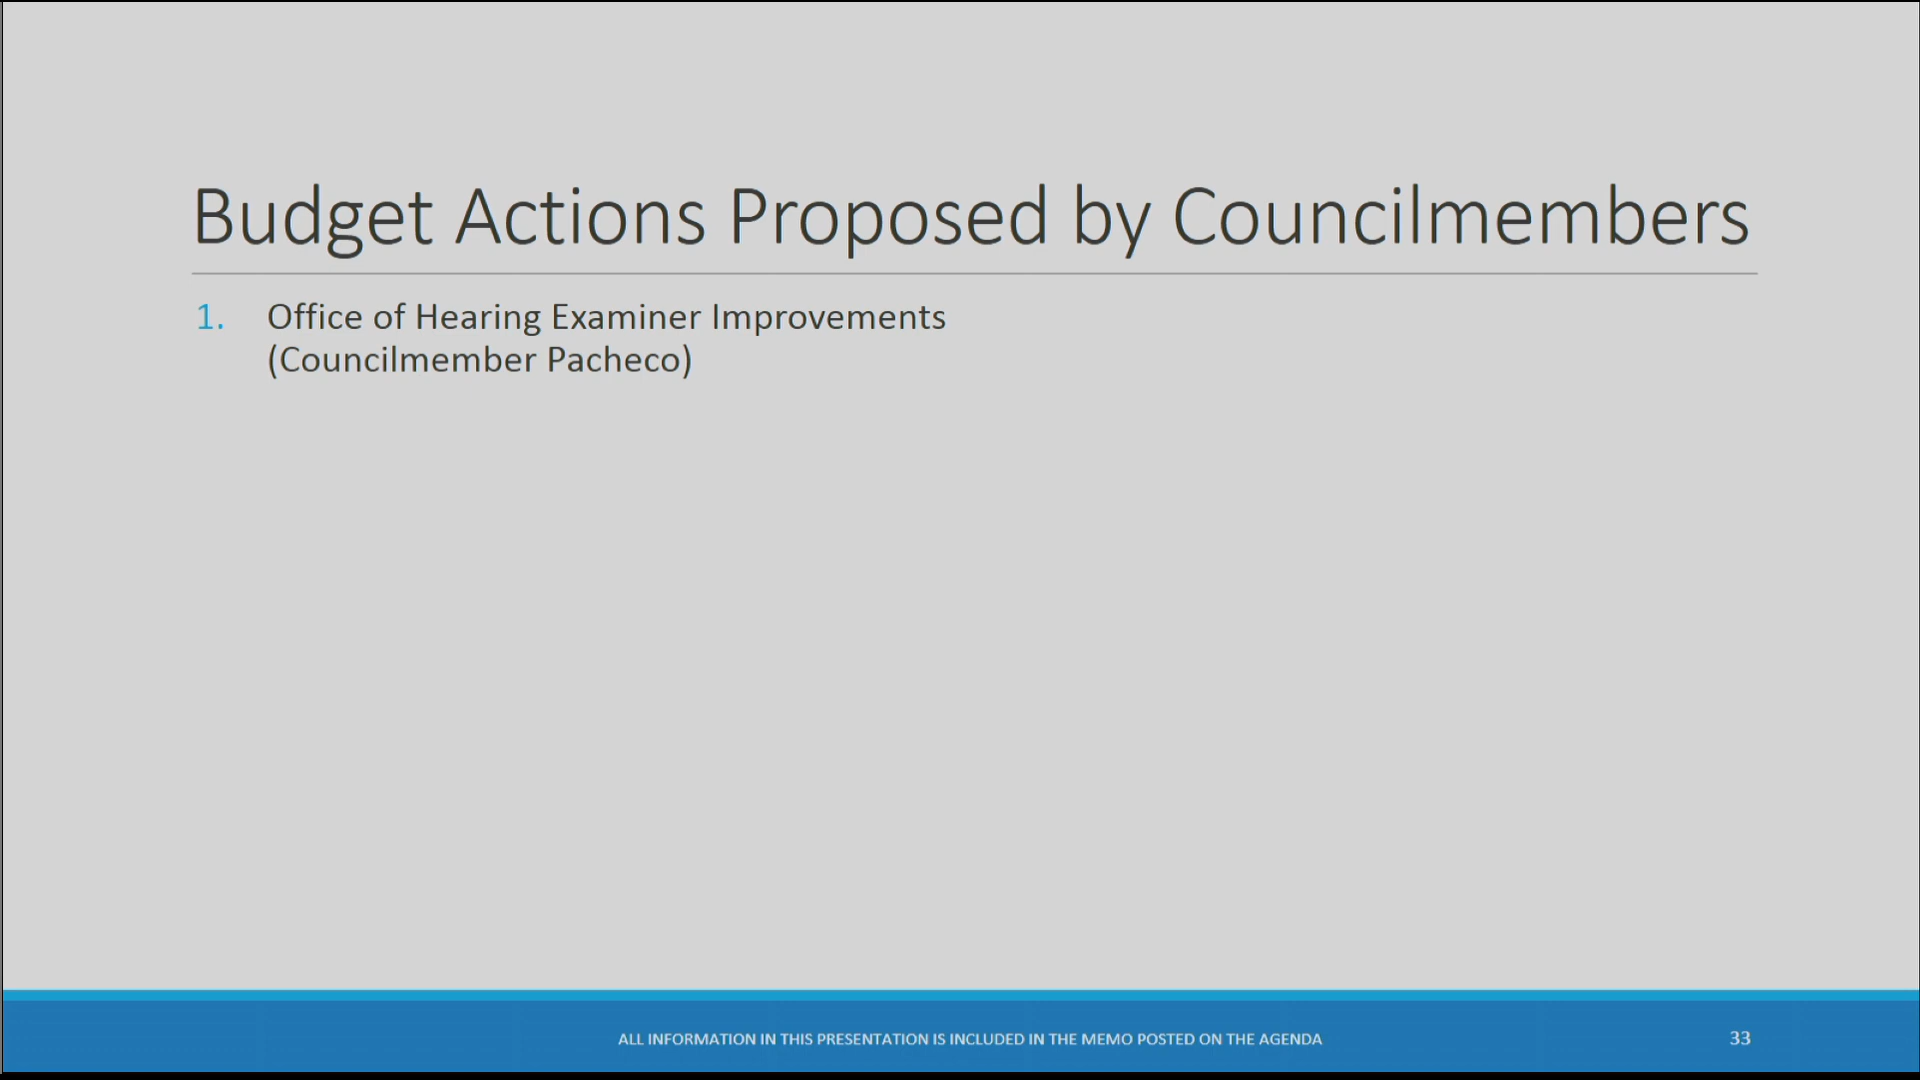 Budget Actions Proposed by Councilmembers
1. Office of Hearing Examiner Improvements
(Councilmember Pacheco)
ALL INFORMATION IN THIS PRESENTATION IS INCLUDED IN THE MEMO POSTED ON THE AGENDA
33